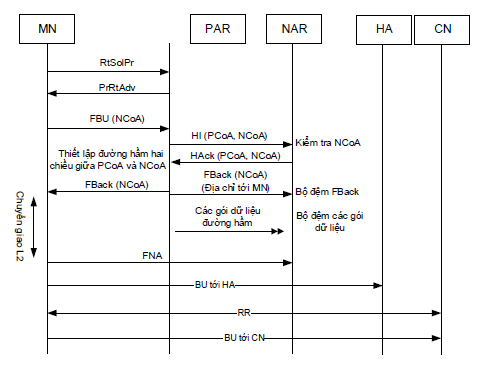 MN
PAR
NAR
HA
CN
RtSolPr
PrRtAdv
FBU (NCoA)
HI (PCoA, NCoA)
Kiểm tra NCoA
Thiết lập đường hầm hai
chiều giữa PCoA và NCoA
HAck (PCoA, NCoA)
FBack (NCoA)
FBack (NCoA)
(Địa chỉ tới MN)
Bộ đệm FBack
Chuyển giao L2
Các gói dữ liệu
đường hầm
Bộ đệm các gói
dữ liệu
FNA
BU tới HA
RR
BU tới CN